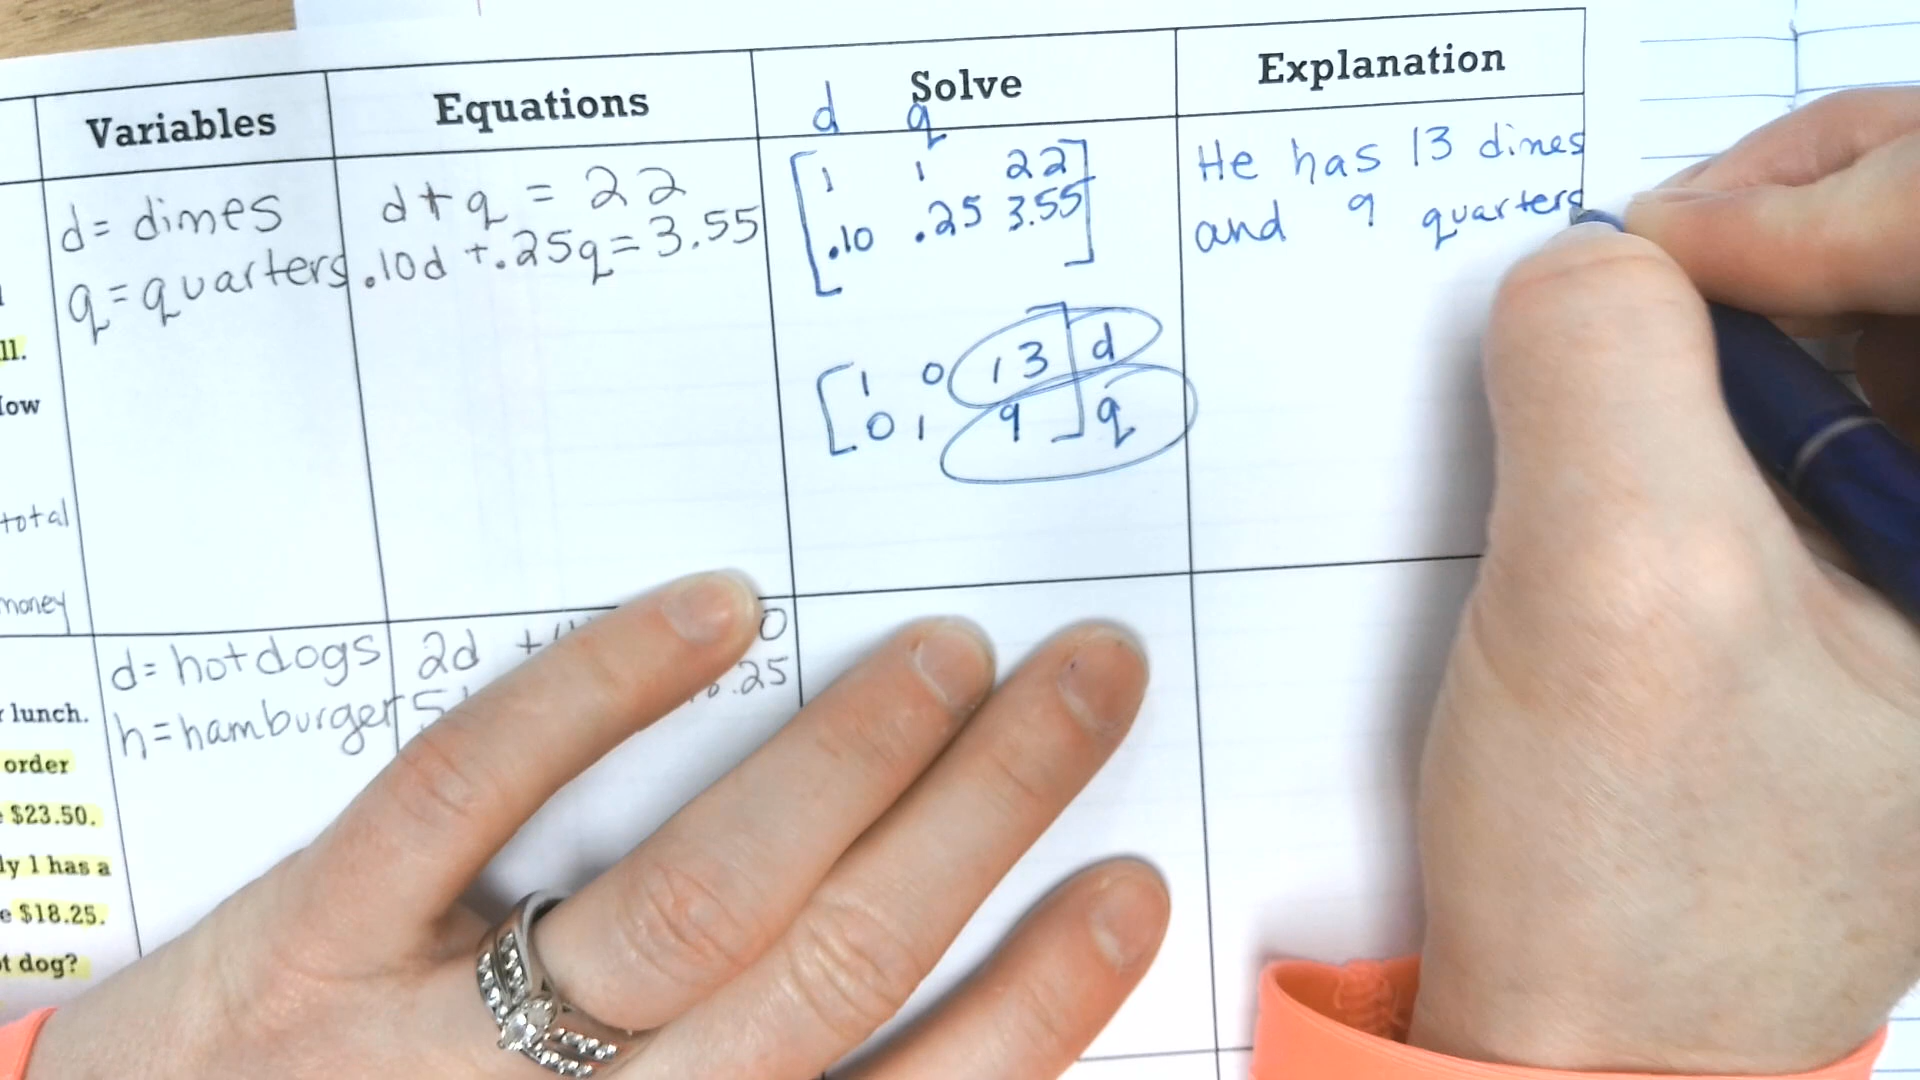 Variables Equations Solve Explanation
d q
d = dimes
q = quarters
d + q = 22
.10d + .25q = 3.55
1 1 22
.10 .25 3.55
1 0 13 d
0 1 9 q
He has 13 dimes
and 9 quarters
ll.
total
money
d = hotdogs
h = hamburger
2d +
.25
lunch.
order
$23.50.
1 has a
$18.25.
dog?